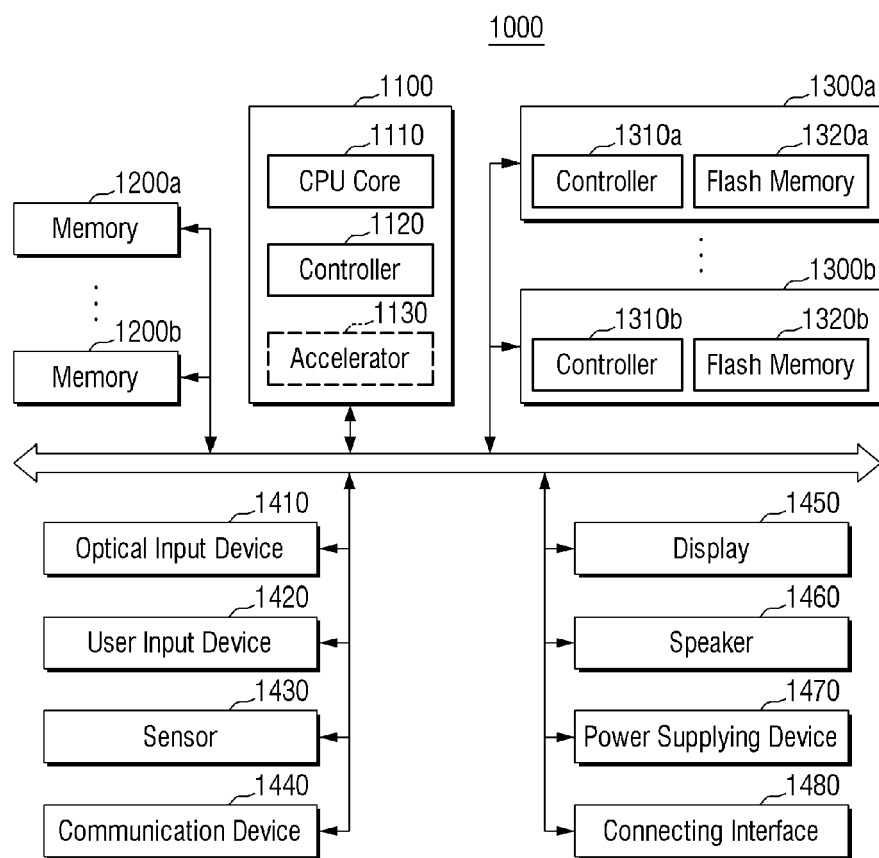 1000
1100
1110
CPU Core
1120
Controller
1130
Accelerator
1200a
Memory
1200b
Memory
1300a
1310a
Controller
1320a
Flash Memory
1300b
1310b
Controller
1320b
Flash Memory
1410
Optical Input Device
1420
User Input Device
1430
Sensor
1440
Communication Device
1450
Display
1460
Speaker
1470
Power Supplying Device
1480
Connecting Interface